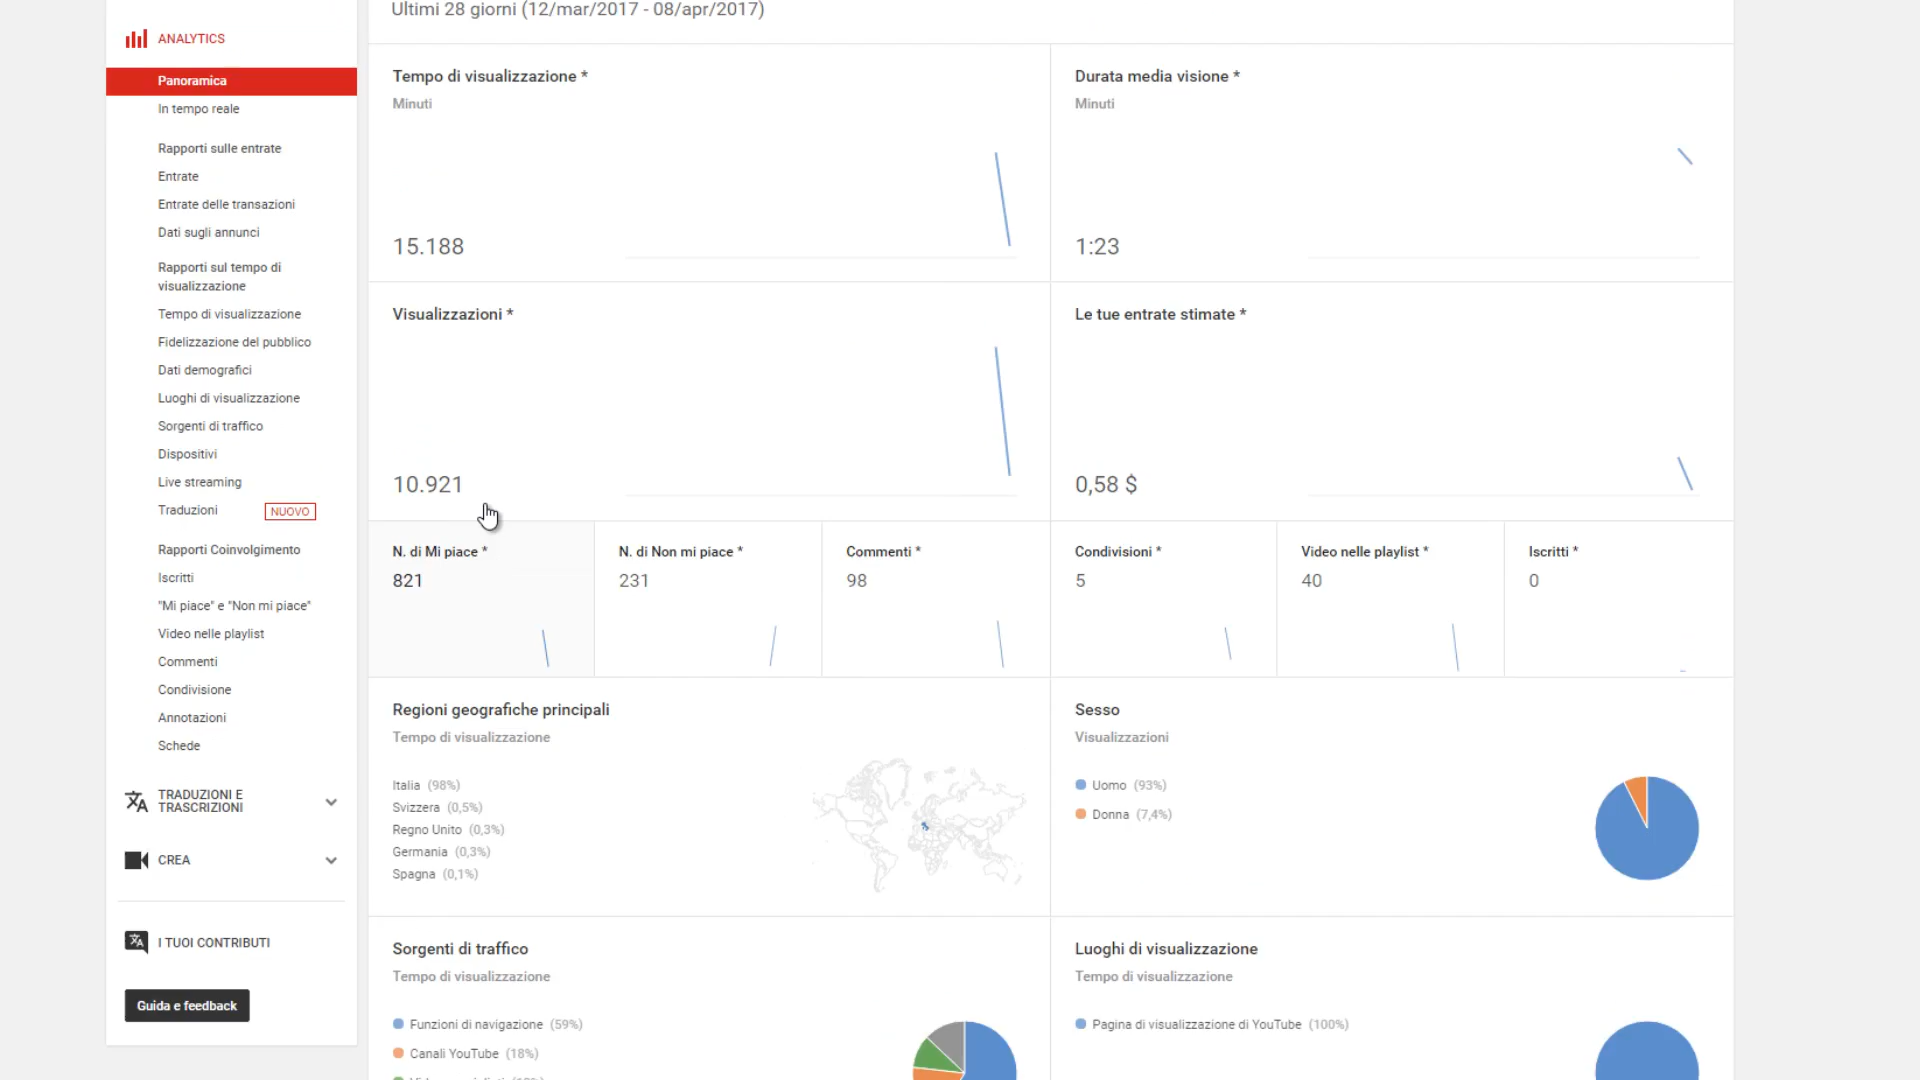 Ultimi 28 giorni (12/mar/2017 - 08/apr/2017)
ANALYTICS
Panoramica
In tempo reale
Rapporti sulle entrate
Entrate
Entrate delle transazioni
Dati sugli annunci
Rapporti sul tempo di
visualizzazione
Tempo di visualizzazione
Fidelizzazione del pubblico
Dati demografici
Luoghi di visualizzazione
Sorgenti di traffico
Dispositivi
Live streaming
Traduzioni NUOVO
Rapporti Coinvolgimento
Iscritti
"Mi piace" e "Non mi piace"
Video nelle playlist
Commenti
Condivisione
Annotazioni
Schede
TRADUZIONI E
TRASCRIZIONI
CREA
I TUOI CONTRIBUTI
Guida e feedback
Tempo di visualizzazione *
Minuti
15.188
Durata media visione *
Minuti
1:23
Visualizzazioni *
10.921
Le tue entrate stimate *
0,58 $
N. di Mi piace *
821
N. di Non mi piace *
231
Commenti *
98
Condivisioni *
5
Video nelle playlist *
40
Iscritti *
0
Regioni geografiche principali
Tempo di visualizzazione
Italia (98%)
Svizzera (0,5%)
Regno Unito (0,3%)
Germania (0,3%)
Spagna (0,1%)
Sesso
Visualizzazioni
Uomo (93%)
Donna (7,4%)
Sorgenti di traffico
Tempo di visualizzazione
Funzioni di navigazione (59%)
Canali YouTube (18%)
Luoghi di visualizzazione
Tempo di visualizzazione
Pagina di visualizzazione di YouTube (100%)